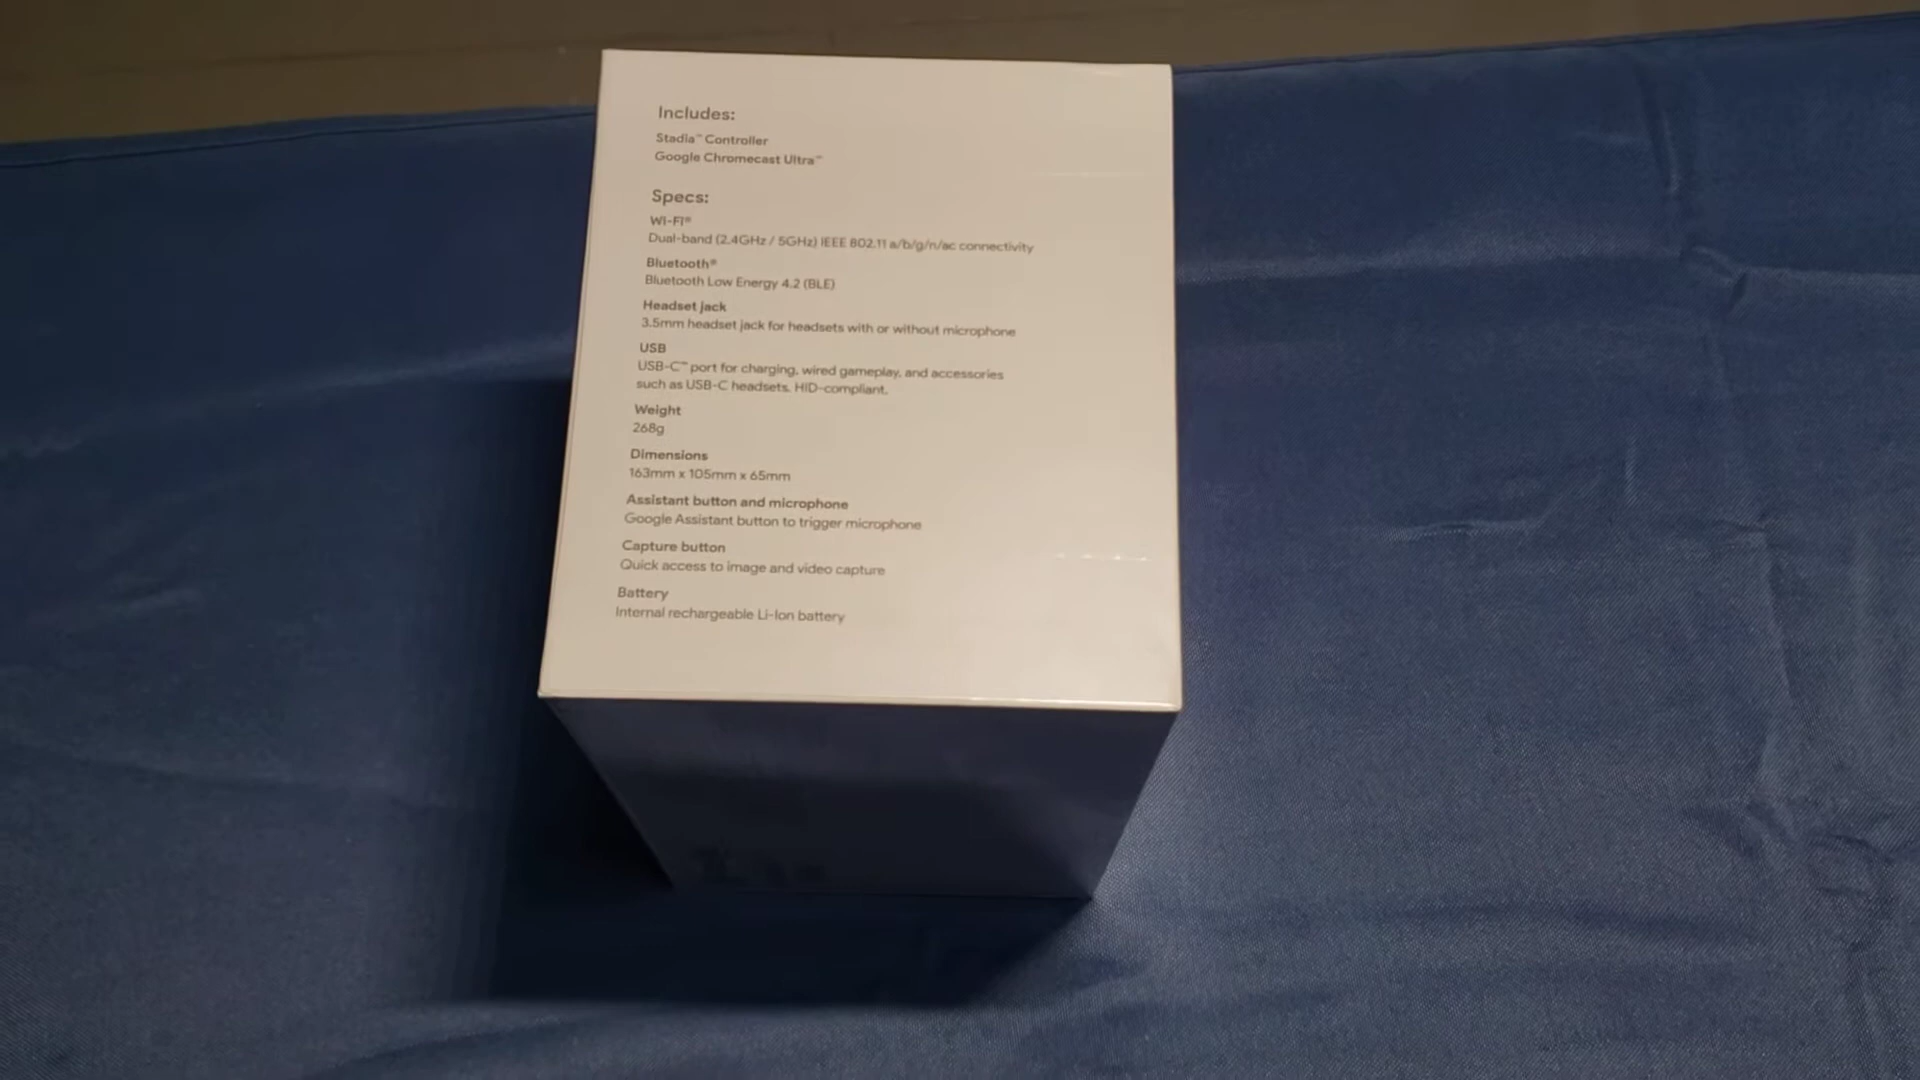 Includes:
Stadia™ Controller
Google Chromecast Ultra™
Specs:
Wi-Fi®
Dual-band (2.4GHz / 5GHz) IEEE 802.11 a/b/g/n/ac connectivity
Bluetooth®
Bluetooth Low Energy 4.2 (BLE)
Headset jack
3.5mm headset jack for headsets with or without microphone
USB
USB-C™ port for charging, wired gameplay, and accessories
such as USB-C headsets. HID-compliant.
Weight
268g
Dimensions
163mm x 105mm x 65mm
Assistant button and microphone
Google Assistant button to trigger microphone
Capture button
Quick access to image and video capture
Battery
Internal rechargeable Li-Ion battery